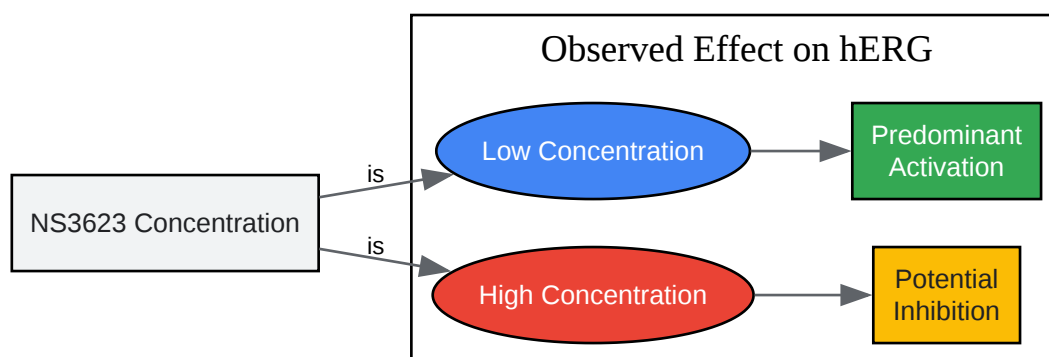 Observed Effect on hERG
NS3623 Concentration
is
Low Concentration
Predominant
Activation
is
High Concentration
Potential
Inhibition